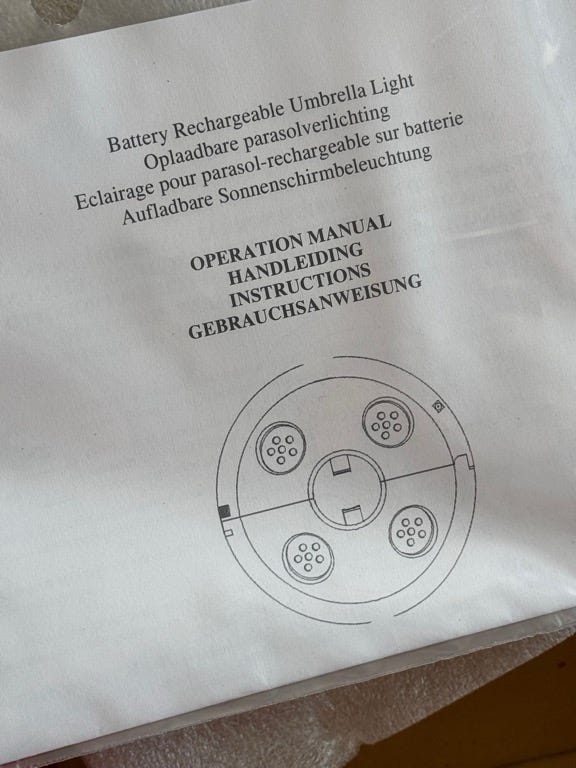 Battery Rechargeable Umbrella Light
Oplaadbare parasolverlichting
Eclairage pour parasol-rechargeable sur batterie
Aufladbare Sonnenschirmbeleuchtung
OPERATION MANUAL
HANDLEIDING
INSTRUCTIONS
GEBRAUCHSANWEISUNG